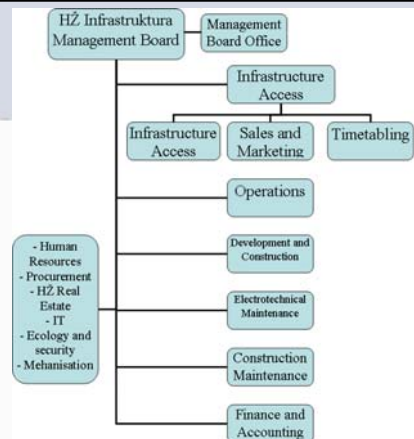 HŽ Infrastruktura
Management Board
Management
Board Office
Infrastructure
Access
Infrastructure
Access
Sales and
Marketing
Timetabling
Operations
Development and
Construction
- Human
Resources
- Procurement
- HŽ Real
Estate
- IT
- Ecology and
security
- Mehanisation
Electrotechnical
Maintenance
Construction
Maintenance
Finance and
Accounting